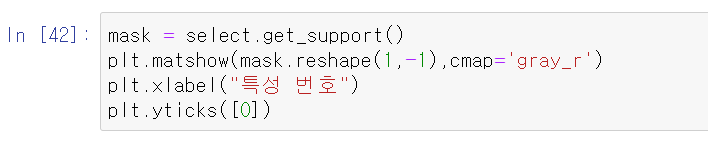 In [42]: mask = select.get_support()
plt.matshow(mask.reshape(1,-1),cmap='gray_r')
plt.xlabel("특성 번호")
plt.yticks([0])